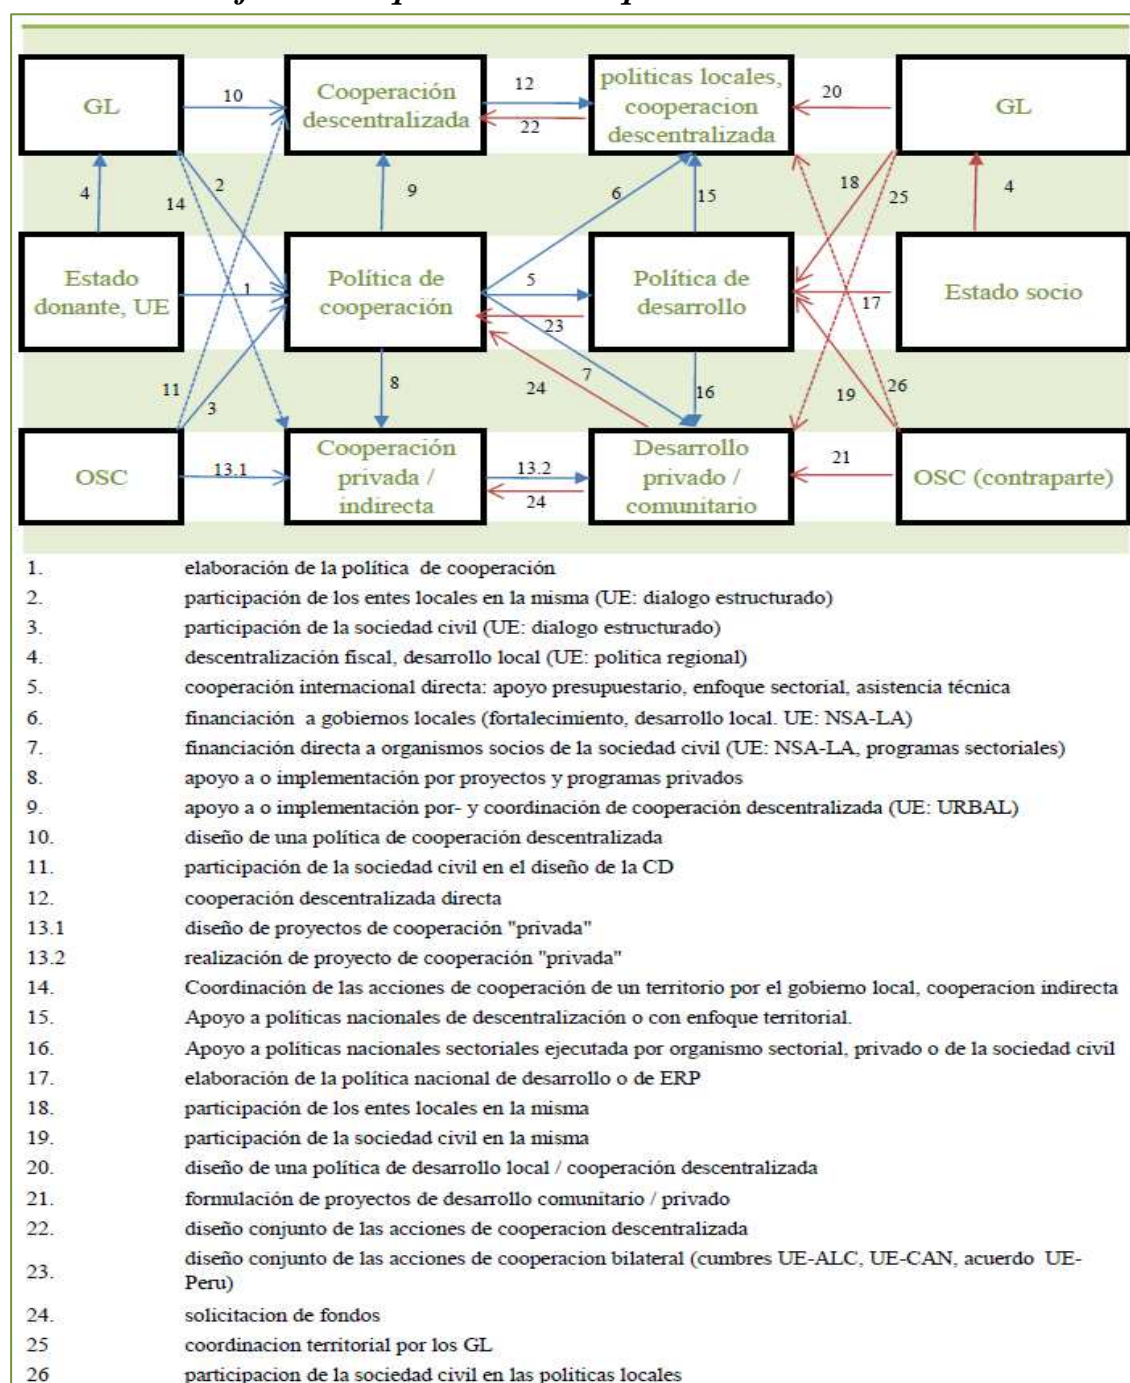 GL
10
Cooperación
descentralizada
12
22
politicas locales,
cooperacion
descentralizada
20
GL
4
14
2
9
6
15
18
25
4
Estado
donante, UE
1
Política de
cooperación
5
23
Política de
desarrollo
17
Estado socio
11
3
8
24
7
16
19
26
OSC
13.1
Cooperación
privada /
indirecta
13.2
24
Desarrollo
privado /
comunitario
21
OSC (contraparte)
1. elaboración de la política de cooperación
2. participación de los entes locales en la misma (UE: dialogo estructurado)
3. participación de la sociedad civil (UE: dialogo estructurado)
4. descentralización fiscal, desarrollo local (UE: politica regional)
5. cooperación internacional directa: apoyo presupuestario, enfoque sectorial, asistencia técnica
6. financiación a gobiernos locales (fortalecimiento, desarrollo local. UE: NSA-LA)
7. financiación directa a organismos socios de la sociedad civil (UE: NSA-LA, programas sectoriales)
8. apoyo a o implementación por proyectos y programas privados
9. apoyo a o implementación por- y coordinación de cooperación descentralizada (UE: URBAL)
10. diseño de una política de cooperación descentralizada
11. participación de la sociedad civil en el diseño de la CD
12. cooperación descentralizada directa
13.1 diseño de proyectos de cooperación "privada"
13.2 realización de proyecto de cooperación "privada"
14. Coordinación de las acciones de cooperación de un territorio por el gobierno local, cooperacion indirecta
15. Apoyo a políticas nacionales de descentralización o con enfoque territorial.
16. Apoyo a políticas nacionales sectoriales ejecutada por organismo sectorial, privado o de la sociedad civil
17. elaboración de la política nacional de desarrollo o de ERP
18. participación de los entes locales en la misma
19. participación de la sociedad civil en la misma
20. diseño de una política de desarrollo local / cooperación descentralizada
21. formulación de proyectos de desarrollo comunitario / privado
22. diseño conjunto de las acciones de cooperacion descentralizada
23. diseño conjunto de las acciones de cooperacion bilateral (cumbres UE-ALC, UE-CAN, acuerdo UE-
Peru)
24. solicitacion de fondos
25 coordinacion territorial por los GL
26 participacion de la sociedad civil en las politicas locales